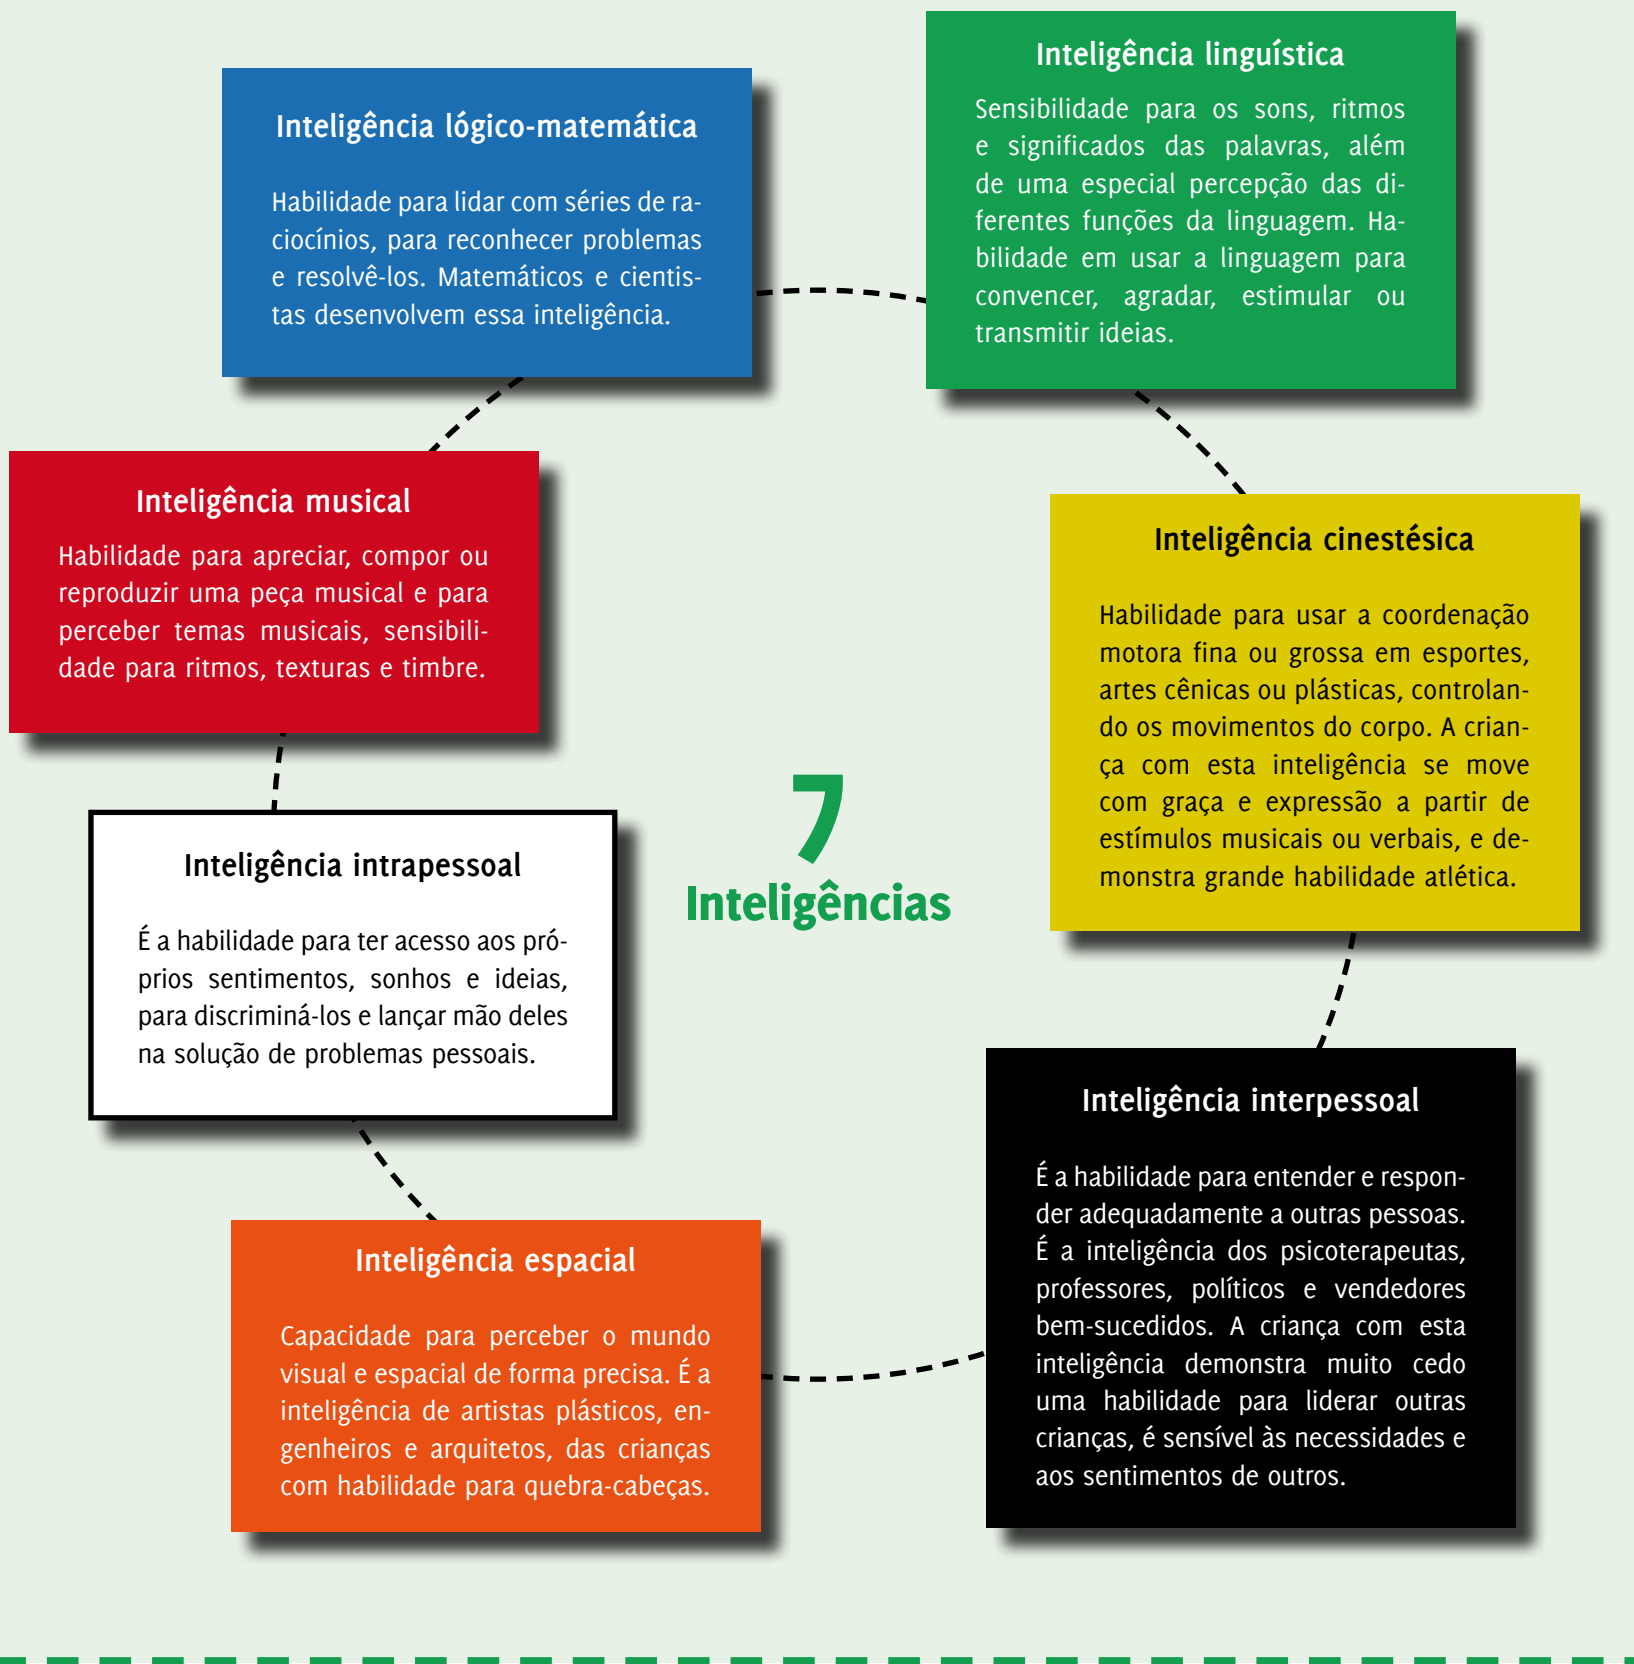 Inteligência lógico-matemática
Habilidade para lidar com séries de ra-
ciocínios, para reconhecer problemas
e resolvê-los. Matemáticos e cientis-
tas desenvolvem essa inteligência.
Inteligência linguística
Sensibilidade para os sons, ritmos
e significados das palavras, além
de uma especial percepção das di-
ferentes funções da linguagem. Ha-
bilidade em usar a linguagem para
convencer, agradar, estimular ou
transmitir ideias.
Inteligência musical
Habilidade para apreciar, compor ou
reproduzir uma peça musical e para
perceber temas musicais, sensibili-
dade para ritmos, texturas e timbre.
Inteligência cinestésica
Habilidade para usar a coordenação
motora fina ou grossa em esportes,
artes cênicas ou plásticas, controlan-
do os movimentos do corpo. A crian-
ça com esta inteligência se move
com graça e expressão a partir de
estímulos musicais ou verbais, e de-
monstra grande habilidade atlética.
7
Inteligências
Inteligência intrapessoal
É a habilidade para ter acesso aos pró-
prios sentimentos, sonhos e ideias,
para discriminá-los e lançar mão deles
na solução de problemas pessoais.
Inteligência interpessoal
É a habilidade para entender e respon-
der adequadamente a outras pessoas.
É a inteligência dos psicoterapeutas,
professores, políticos e vendedores
bem-sucedidos. A criança com esta
inteligência demonstra muito cedo
uma habilidade para liderar outras
crianças, é sensível às necessidades e
aos sentimentos de outros.
Inteligência espacial
Capacidade para perceber o mundo
visual e espacial de forma precisa. É a
inteligência de artistas plásticos, en-
genheiros e arquitetos, das crianças
com habilidade para quebra-cabeças.